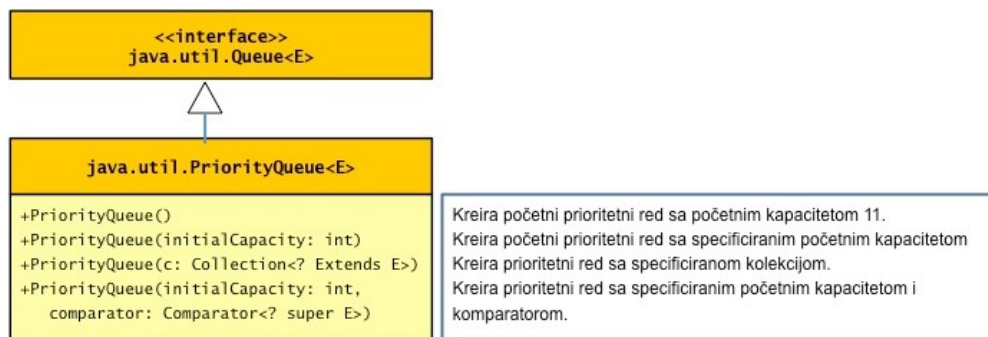 <<interface>>
java.util.Queue<E>
java.util.PriorityQueue<E>
+PriorityQueue()
+PriorityQueue(initialCapacity: int)
+PriorityQueue(c: Collection<? Extends E>)
+PriorityQueue(initialCapacity: int,
comparator: Comparator<? super E>)
Kreira početni prioritetni red sa početnim kapacitetom 11.
Kreira početni prioritetni red sa specificiranim početnim kapacitetom
Kreira prioritetni red sa specificiranom kolekcijom.
Kreira prioritetni red sa specificiranim početnim kapacitetom i
komparatorom.